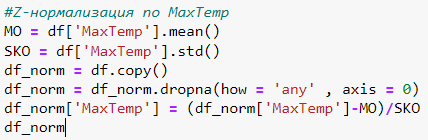 #Z-нормализация по MaxTemp
MO = df['MaxTemp'].mean()
SKO = df['MaxTemp'].std()
df_norm = df.copy()
df_norm = df_norm.dropna(how = 'any' , axis = 0)
df_norm['MaxTemp'] = (df_norm['MaxTemp']-MO)/SKO
df_norm